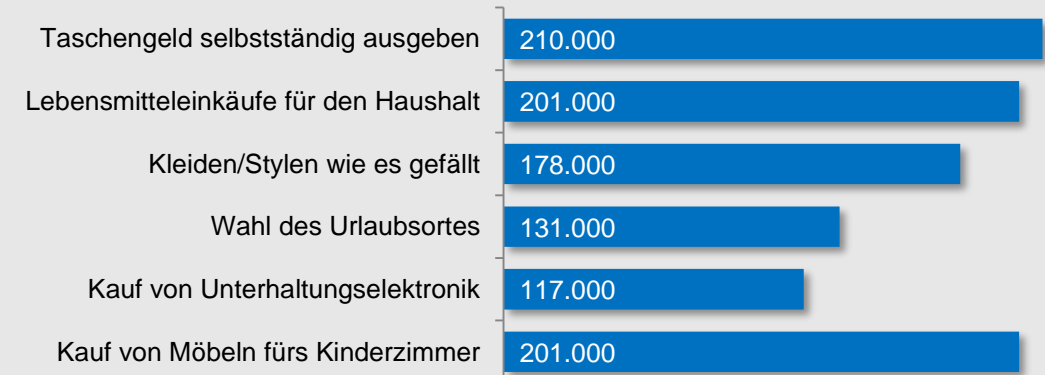 Taschengeld selbstständig ausgeben 210.000
Lebensmitteleinkäufe für den Haushalt 201.000
Kleiden/Stylen wie es gefällt 178.000
Wahl des Urlaubsortes 131.000
Kauf von Unterhaltungselektronik 117.000
Kauf von Möbeln fürs Kinderzimmer 201.000